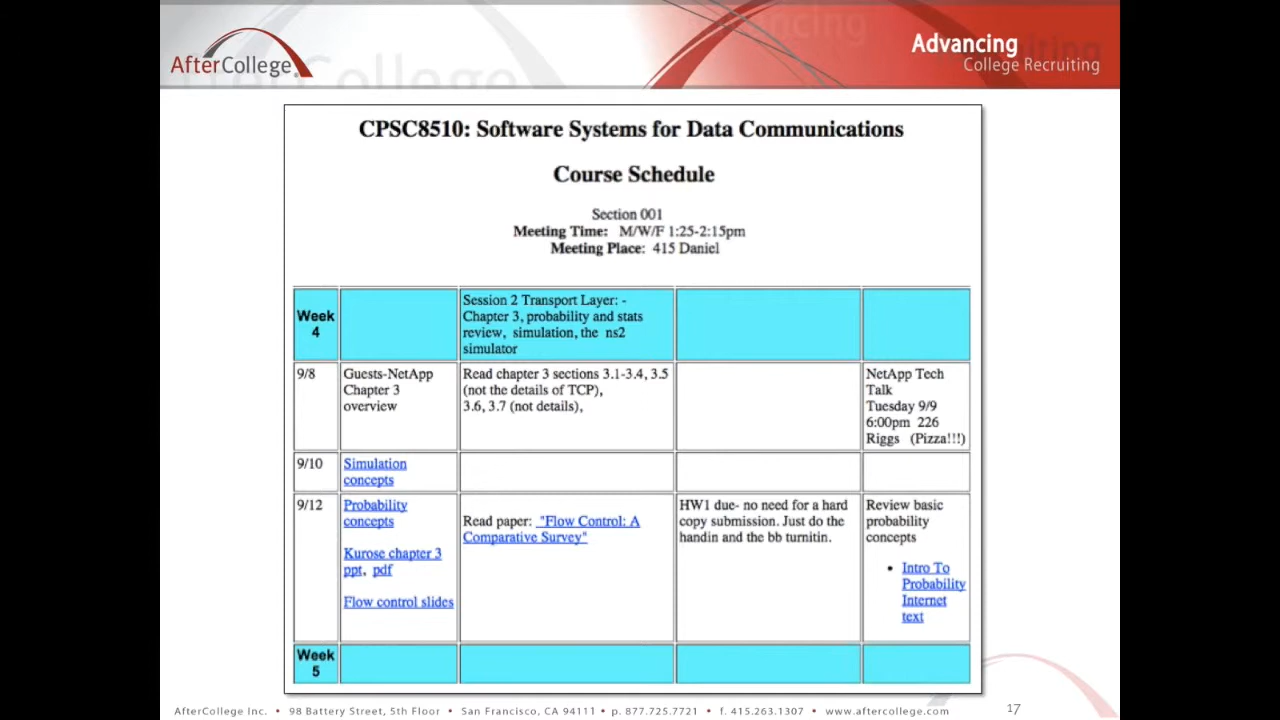 AfterCollege.
Advancing
College Recruiting
CPSC8510: Software Systems for Data Communications
Course Schedule
Section 001
Meeting Time: M/W/F 1:25-2:15pm
Meeting Place: 415 Daniel
Week
4
Session 2 Transport Layer: -
Chapter 3, probability and stats
review, simulation, the ns2
simulator
9/8
Guests-NetApp
Chapter 3
overview
Read chapter 3 sections 3.1-3.4, 3.5
(not the details of TCP),
3.6, 3.7 (not details),
NetApp Tech
Talk
Tuesday 9/9
6:00pm 226
Riggs (Pizza!!!)
9/10
Simulation
concepts
9/12
Probability
concepts
Kurose chapter 3
ppt, pdf
Flow control slides
Read paper: "Flow Control: A
Comparative Survey"
HW1 due- no need for a hard
copy submission. Just do the
handin and the bb turnitin.
Review basic
probability
concepts
• Intro To
Probability
Internet
text
Week
5
AfterCollege Inc. • 98 Battery Street, 5th Floor • San Francisco, CA 94111 • p. 877.725.7721 • f. 415.263.1307 • www.aftercollege.com
17